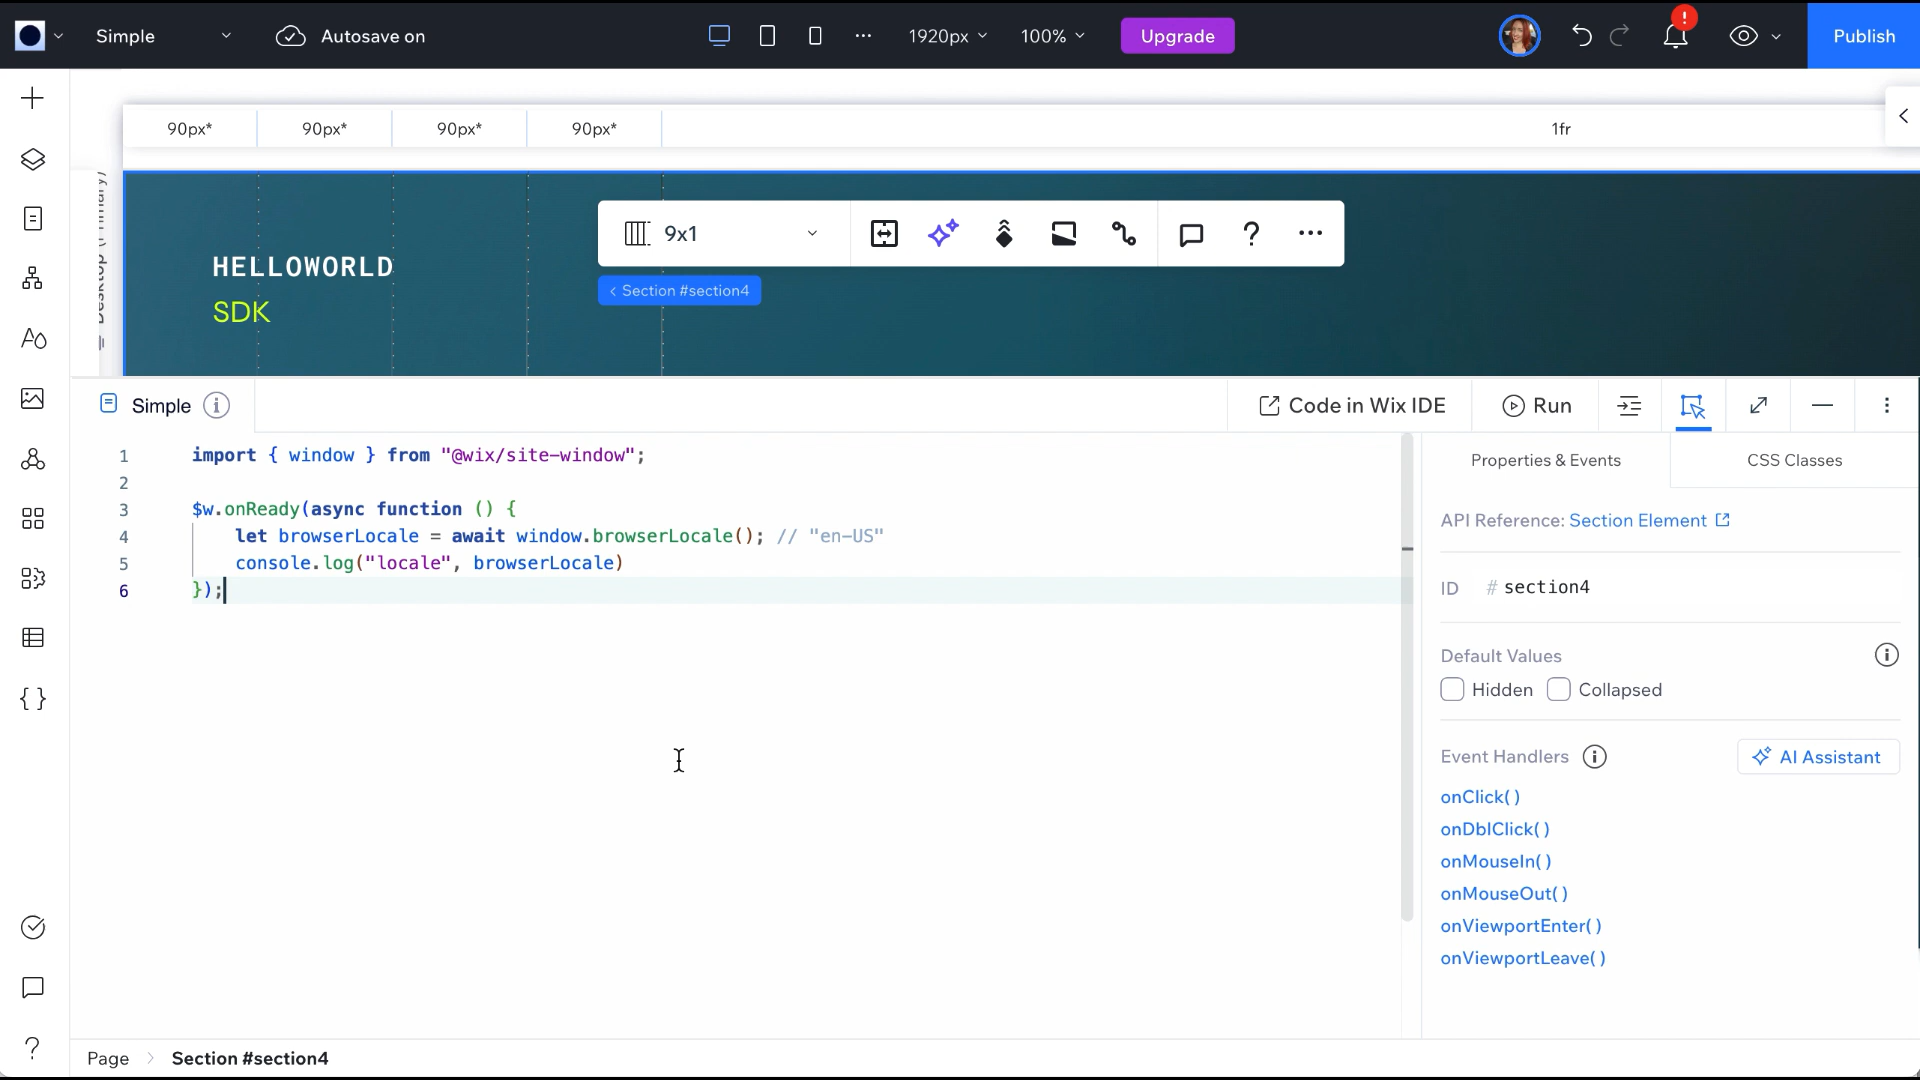 Simple
Autosave on
1920px
100%
Upgrade
!
Publish
90px*
90px*
90px*
90px*
1fr
Desktop (Primary)
9x1
?
< Section #section4
HELLOWORLD
SDK
Simple
Code in Wix IDE
Run
1 import { window } from "@wix/site-window";
2
3 $w.onReady(async function () {
4 let browserLocale = await window.browserLocale(); // "en-US"
5 console.log("locale", browserLocale)
6 });
Properties & Events
CSS Classes
API Reference: Section Element
ID # section4
Default Values
Hidden
Collapsed
Event Handlers
AI Assistant
onClick( )
onDblClick( )
onMouseIn( )
onMouseOut( )
onViewportEnter( )
onViewportLeave( )
Page > Section #section4